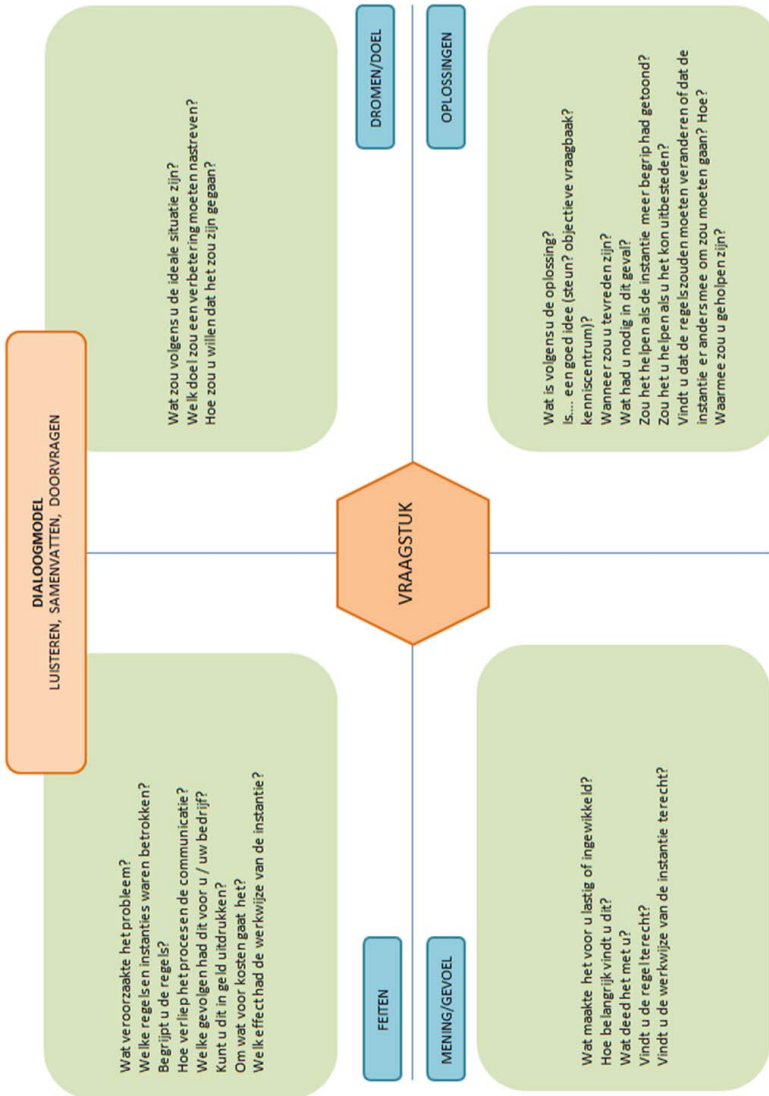 DIALOOGMODEL
LUISTEREN, SAMENVATTEN, DOORVRAGEN
Wat veroorzaakte het probleem?
Welke regels en instanties waren betrokken?
Begrijpt u de regels?
Hoe verliep het proces en de communicatie?
Welke gevolgen had dit voor u / uw bedrijf?
Kunt u dit in geld uitdrukken?
Om wat voor kosten gaat het?
Welk effect had de werkwijze van de instantie?
Wat zou volgens u de ideale situatie zijn?
Welk doel zou een verbetering moeten nastreven?
Hoe zou u willen dat het zou zijn gegaan?
FEITEN
DROMEN/DOEL
VRAAGSTUK
MENING/GEVOEL
OPLOSSINGEN
Wat maakte het voor u lastig of ingewikkeld?
Hoe belangrijk vindt u dit?
Wat deed het met u?
Vindt u de regel terecht?
Vindt u de werkwijze van de instantie terecht?
Wat is volgens u de oplossing?
Is.... een goed idee (steun? objectieve vraagbaak?
kenniscentrum)?
Wanneer zou u tevreden zijn?
Wat had u nodig in dit geval?
Zou het helpen als de instantie meer begrip had getoond?
Zou het u helpen als u het kon uitbesteden?
Vindt u dat de regels zouden moeten veranderen of dat de
instantie er anders mee om zou moeten gaan? Hoe?
Waarmee zou u geholpen zijn?